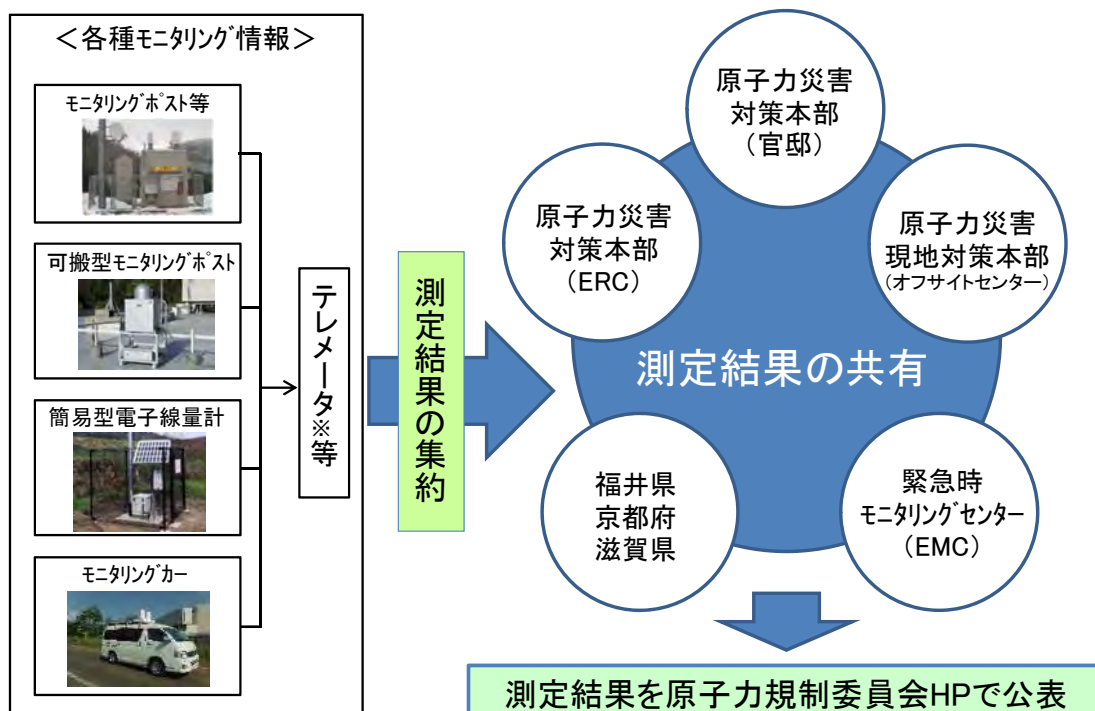 ＜各種ﾓﾆﾀﾘﾝｸﾞ情報＞
ﾓﾆﾀﾘﾝｸﾞﾎﾟｽﾄ等
可搬型ﾓﾆﾀﾘﾝｸﾞﾎﾟｽﾄ
簡易型電子線量計
ﾓﾆﾀﾘﾝｸﾞｶｰ
テレメータ※等
測定結果の集約
原子力災害
対策本部
（官邸）
原子力災害
対策本部
（ERC）
原子力災害
現地対策本部
（オフサイトセンター）
測定結果の共有
福井県
京都府
滋賀県
緊急時
ﾓﾆﾀﾘﾝｸﾞｾﾝﾀｰ
（EMC）
測定結果を原子力規制委員会HPで公表